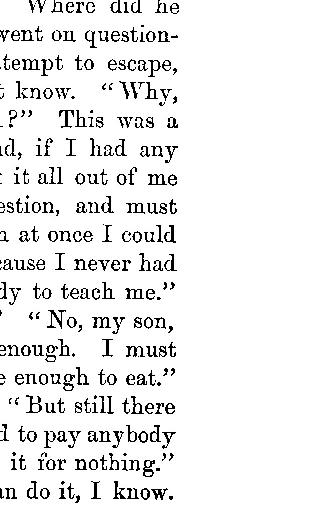 Where did he
went on question-
attempt to escape,
t know. “Why,
?” This was a
nd, if I had any
it all out of me
estion, and must
n at once I could
cause I never had
dy to teach me.”
” “No, my son,
enough. I must
e enough to eat.”
“But still there
d to pay anybody
it for nothing.”
an do it, I know.